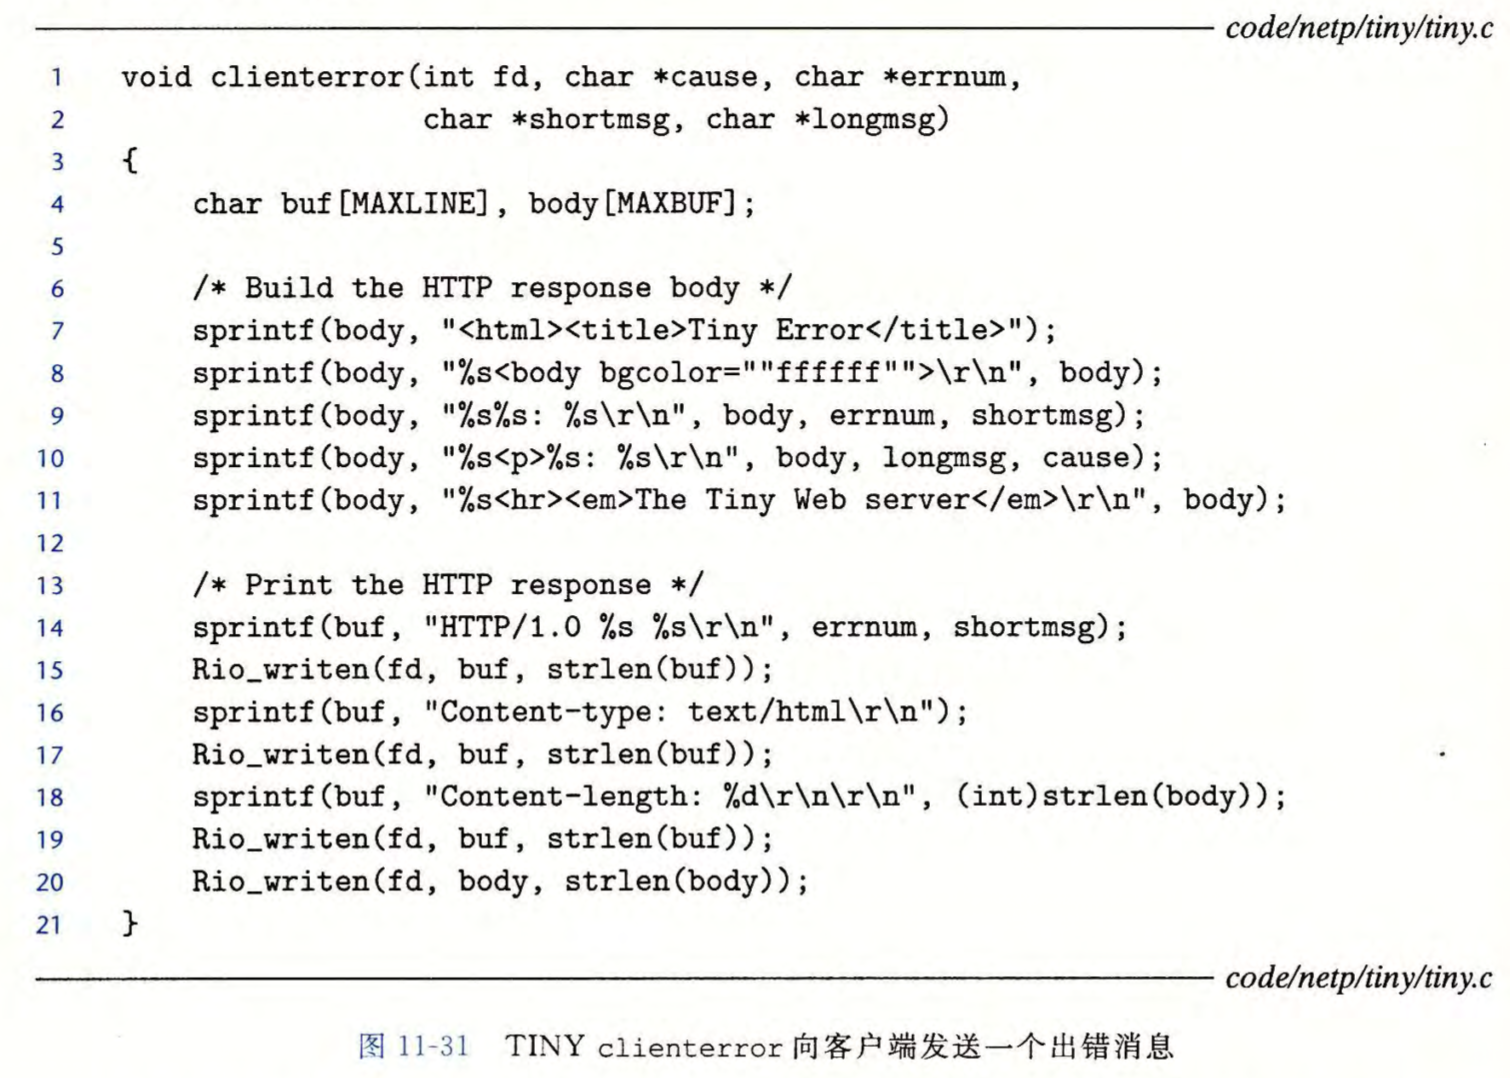 code/netp/tiny/tiny.c
1 void clienterror(int fd, char *cause, char *errnum,
2 char *shortmsg, char *longmsg)
3 {
4 char buf[MAXLINE], body[MAXBUF];
5
6 /* Build the HTTP response body */
7 sprintf(body, "<html><title>Tiny Error</title>");
8 sprintf(body, "%s<body bgcolor=""ffffff"">\r\n", body);
9 sprintf(body, "%s%s: %s\r\n", body, errnum, shortmsg);
10 sprintf(body, "%s<p>%s: %s\r\n", body, longmsg, cause);
11 sprintf(body, "%s<hr><em>The Tiny Web server</em>\r\n", body);
12
13 /* Print the HTTP response */
14 sprintf(buf, "HTTP/1.0 %s %s\r\n", errnum, shortmsg);
15 Rio_writen(fd, buf, strlen(buf));
16 sprintf(buf, "Content-type: text/html\r\n");
17 Rio_writen(fd, buf, strlen(buf));
18 sprintf(buf, "Content-length: %d\r\n\r\n", (int)strlen(body));
19 Rio_writen(fd, buf, strlen(buf));
20 Rio_writen(fd, body, strlen(body));
21 }
code/netp/tiny/tiny.c
图 11-31 TINY clienterror 向客户端发送一个出错消息